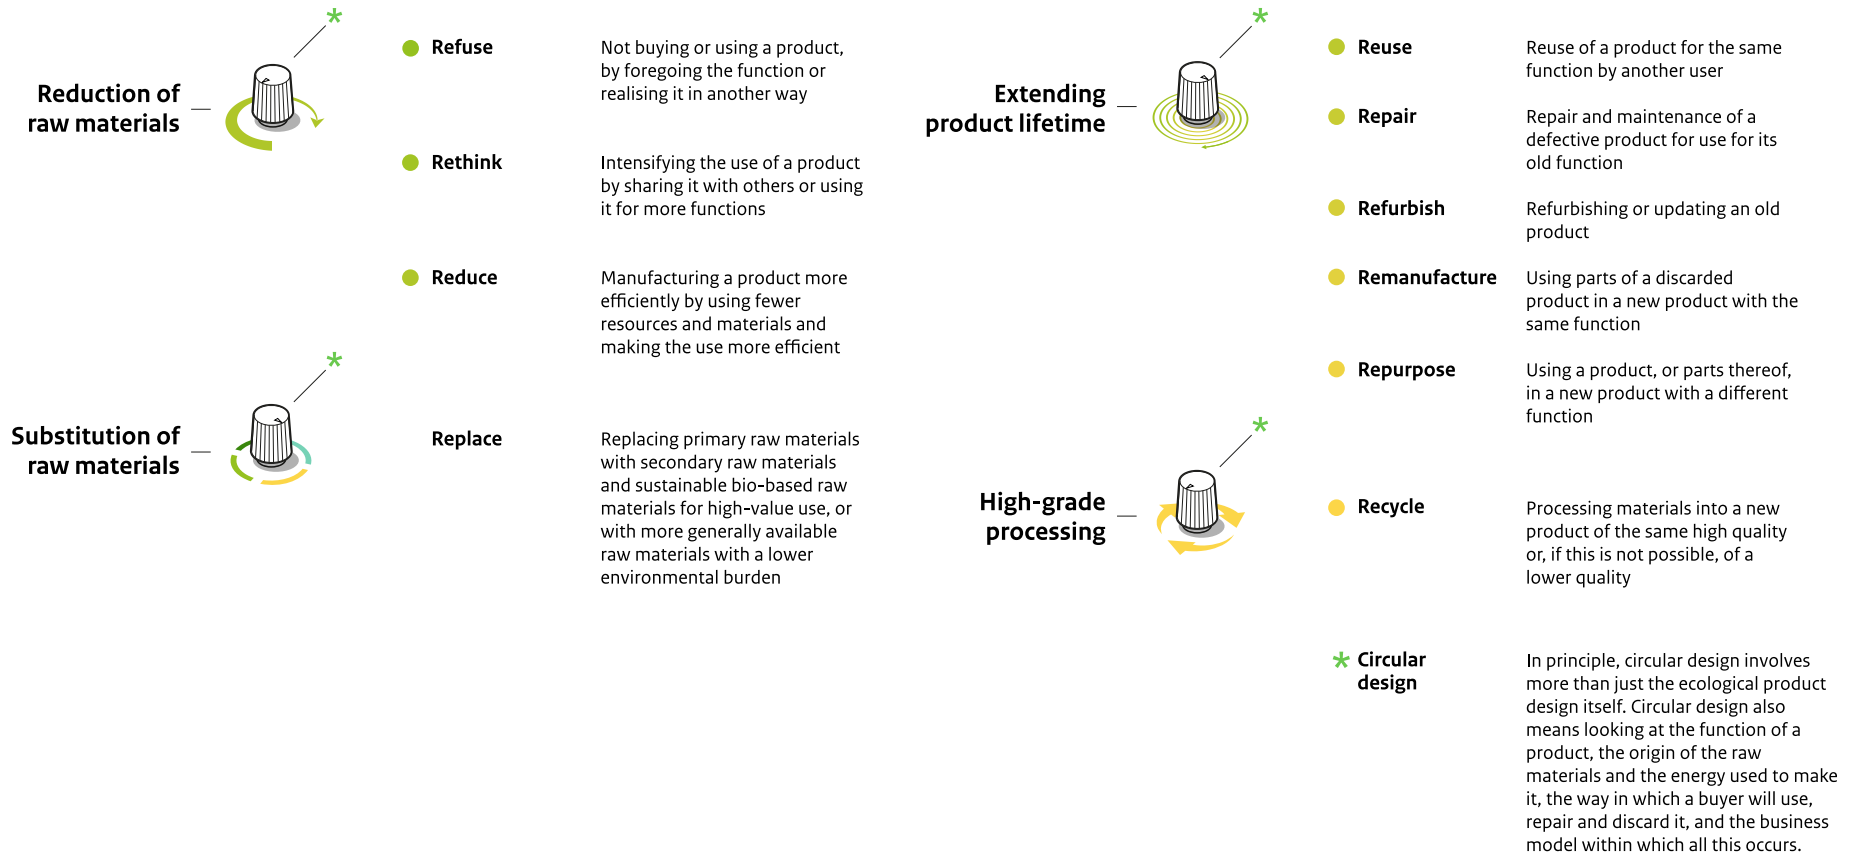 Reduction of
raw materials
Refuse
Not buying or using a product,
by foregoing the function or
realising it in another way
Rethink
Intensifying the use of a product
by sharing it with others or using
it for more functions
Reduce
Manufacturing a product more
efficiently by using fewer
resources and materials and
making the use more efficient
Substitution of
raw materials
Replace
Replacing primary raw materials
with secondary raw materials
and sustainable bio-based raw
materials for high-value use, or
with more generally available
raw materials with a lower
environmental burden
Extending
product lifetime
Reuse
Reuse of a product for the same
function by another user
Repair
Repair and maintenance of a
defective product for use for its
old function
Refurbish
Refurbishing or updating an old
product
Remanufacture
Using parts of a discarded
product in a new product with the
same function
Repurpose
Using a product, or parts thereof,
in a new product with a different
function
High-grade
processing
Recycle
Processing materials into a new
product of the same high quality
or, if this is not possible, of a
lower quality
* Circular
design
In principle, circular design involves
more than just the ecological product
design itself. Circular design also
means looking at the function of a
product, the origin of the raw
materials and the energy used to make
it, the way in which a buyer will use,
repair and discard it, and the business
model within which all this occurs.